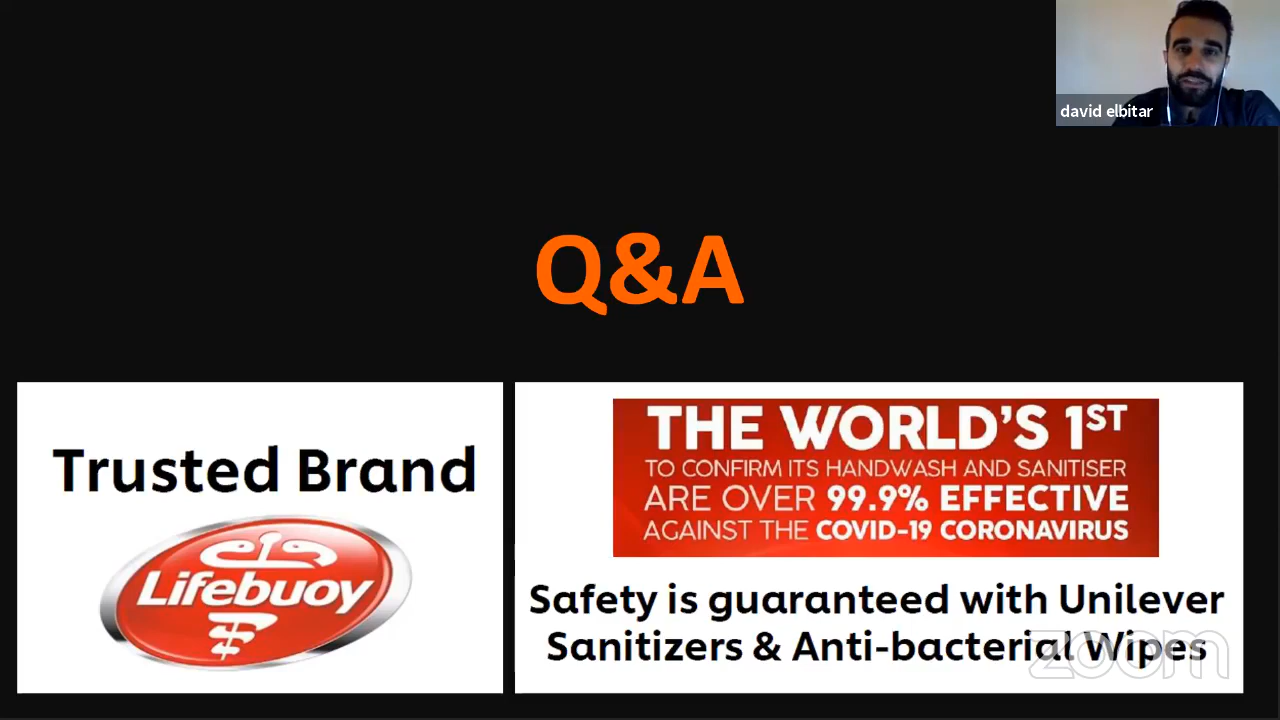 david elbitar
Q&A
Trusted Brand
Lifebuoy
THE WORLD'S 1ST
TO CONFIRM ITS HANDWASH AND SANITISER
ARE OVER 99.9% EFFECTIVE
AGAINST THE COVID-19 CORONAVIRUS
Safety is guaranteed with Unilever
Sanitizers & Anti-bacterial Wipes
zoom